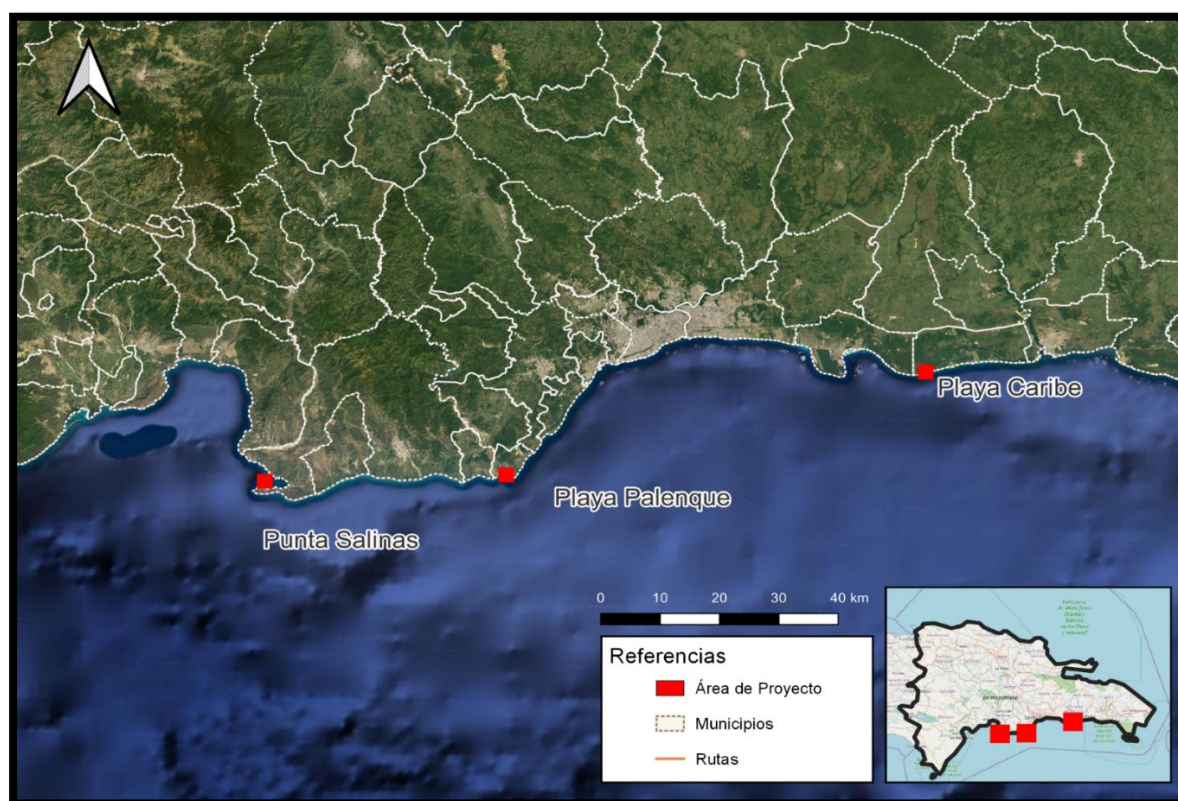 Playa Caribe
Playa Palenque
Punta Salinas
0 10 20 30 40 km
Referencias
Área de Proyecto
Municipios
Rutas